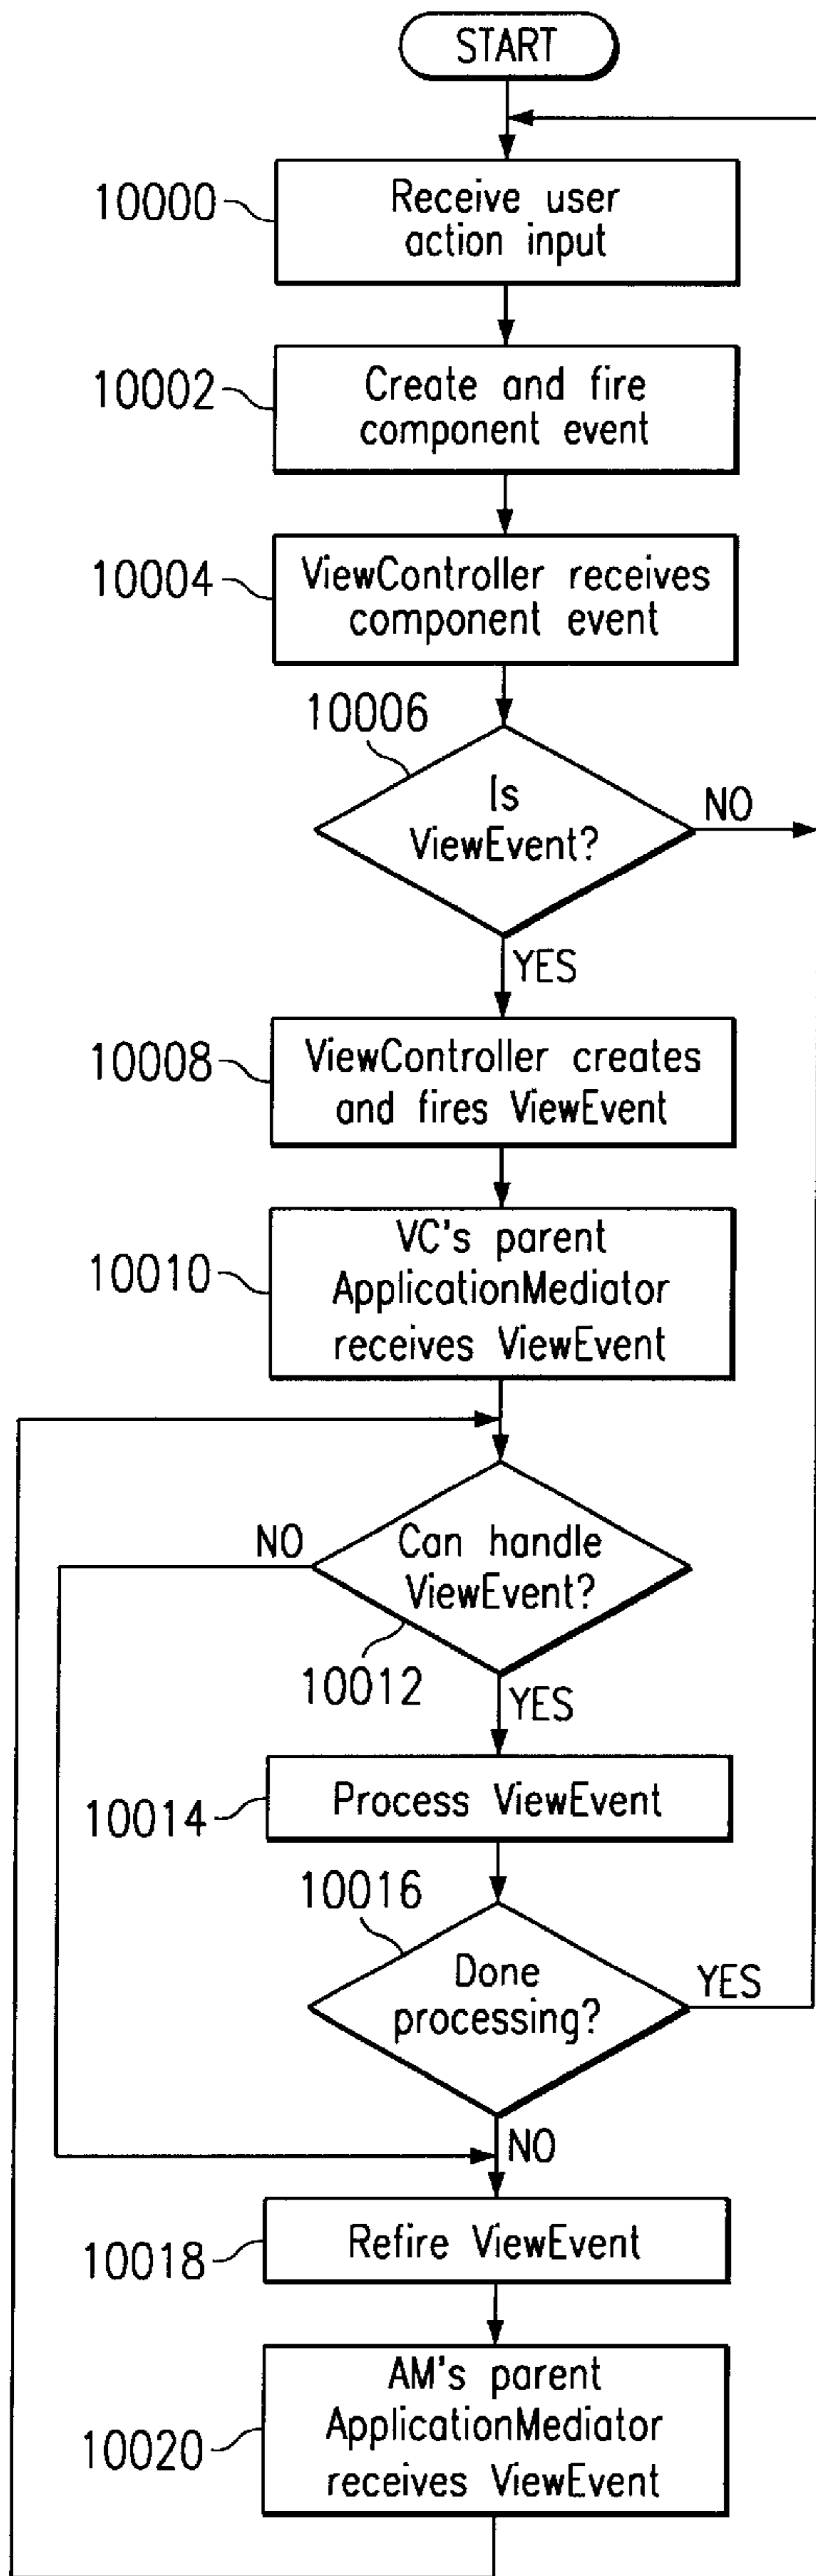 START
10000
Receive user
action input
10002
Create and fire
component event
10004
ViewController receives
component event
10006
Is
ViewEvent?
NO
YES
10008
ViewController creates
and fires ViewEvent
10010
VC's parent
ApplicationMediator
receives ViewEvent
NO
Can handle
ViewEvent?
10012
YES
10014
Process ViewEvent
10016
Done
processing?
YES
NO
10018
Refire ViewEvent
10020
AM's parent
ApplicationMediator
receives ViewEvent